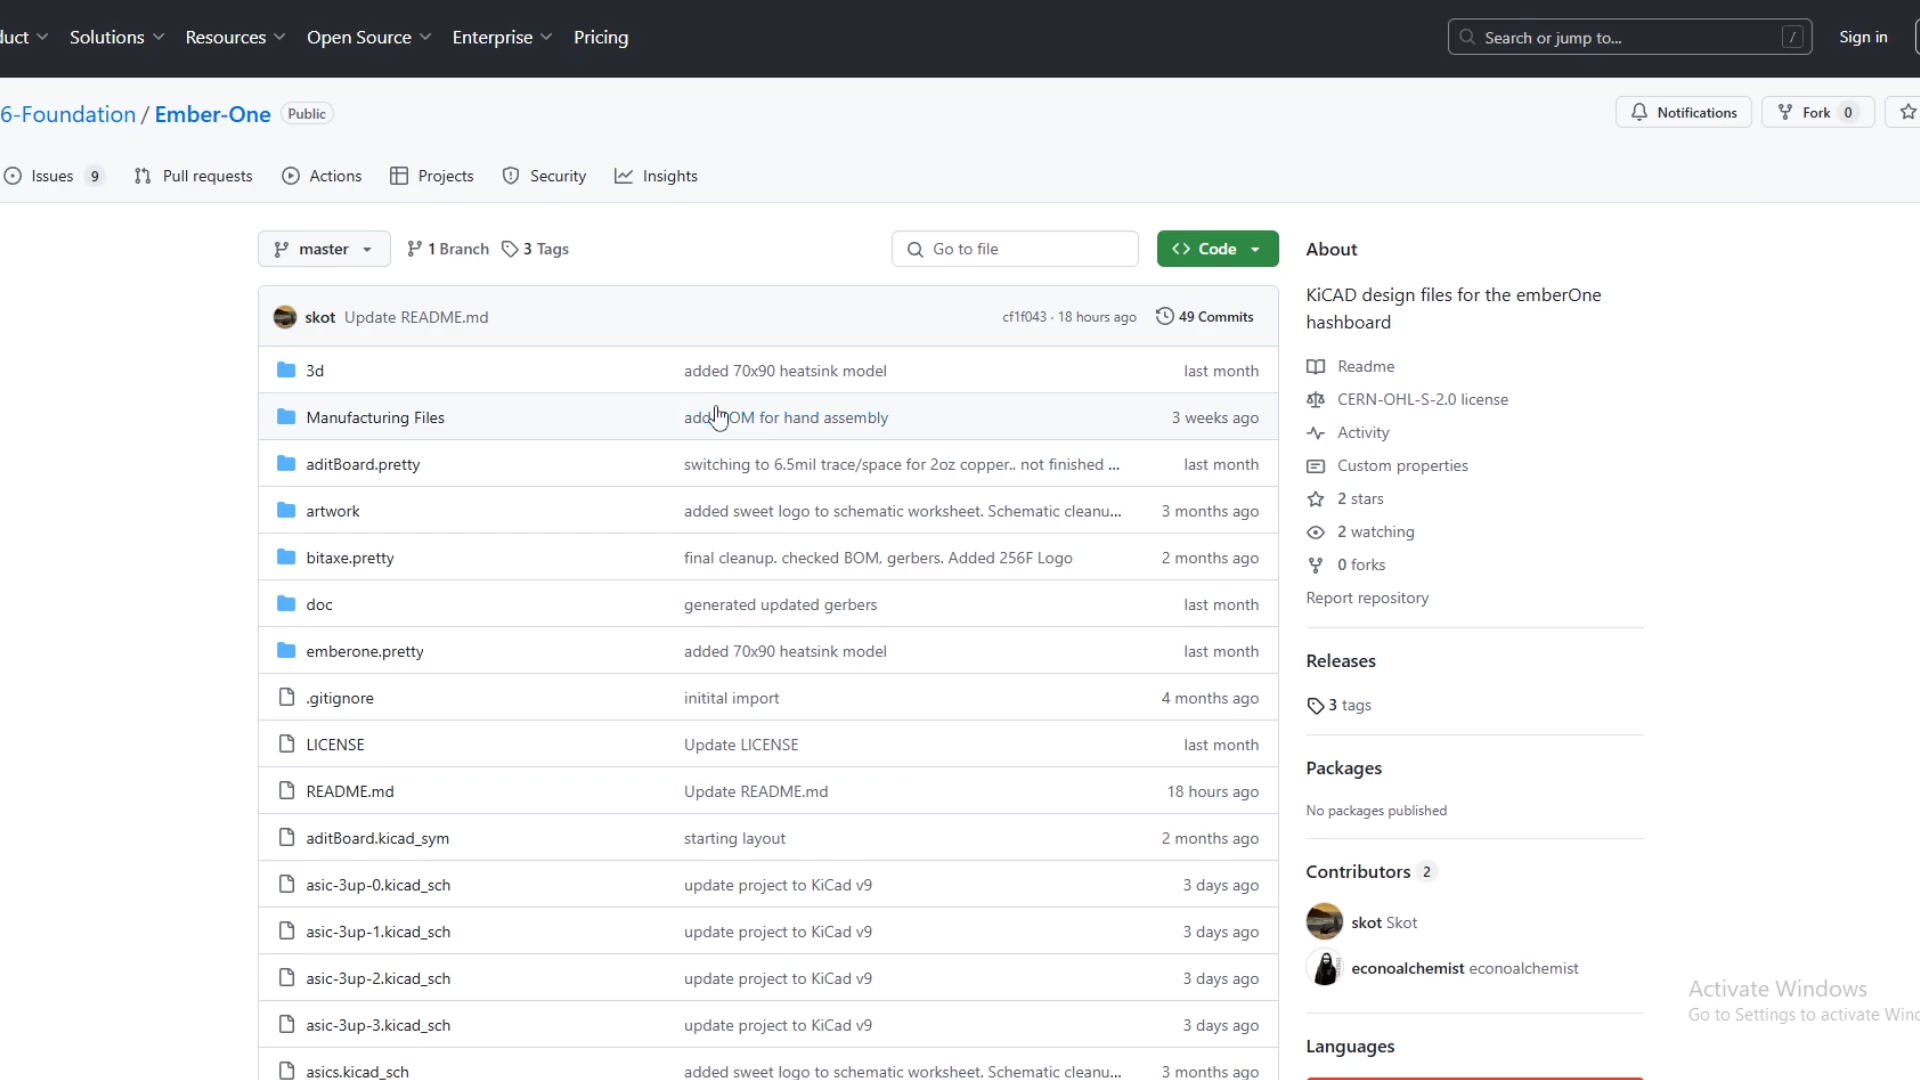 duct Solutions Resources Open Source Enterprise Pricing Search or jump to... / Sign in
6-Foundation / Ember-One Public Notifications Fork 0
Issues 9 Pull requests Actions Projects Security Insights
master 1 Branch 3 Tags Go to file Code
skot Update README.md cf1f043 · 18 hours ago 49 Commits
3d added 70x90 heatsink model last month
Manufacturing Files add OM for hand assembly 3 weeks ago
aditBoard.pretty switching to 6.5mil trace/space for 2oz copper.. not finished ... last month
artwork added sweet logo to schematic worksheet. Schematic cleanu... 3 months ago
bitaxe.pretty final cleanup. checked BOM, gerbers. Added 256F Logo 2 months ago
doc generated updated gerbers last month
emberone.pretty added 70x90 heatsink model last month
.gitignore initital import 4 months ago
LICENSE Update LICENSE last month
README.md Update README.md 18 hours ago
aditBoard.kicad_sym starting layout 2 months ago
asic-3up-0.kicad_sch update project to KiCad v9 3 days ago
asic-3up-1.kicad_sch update project to KiCad v9 3 days ago
asic-3up-2.kicad_sch update project to KiCad v9 3 days ago
asic-3up-3.kicad_sch update project to KiCad v9 3 days ago
asics.kicad_sch added sweet logo to schematic worksheet. Schematic cleanu... 3 months ago
About
KiCAD design files for the emberOne
hashboard
Readme
CERN-OHL-S-2.0 license
Activity
Custom properties
2 stars
2 watching
0 forks
Report repository
Releases
3 tags
Packages
No packages published
Contributors 2
skot Skot
econoalchemist econoalchemist
Languages
Activate Windows
Go to Settings to activate Winc